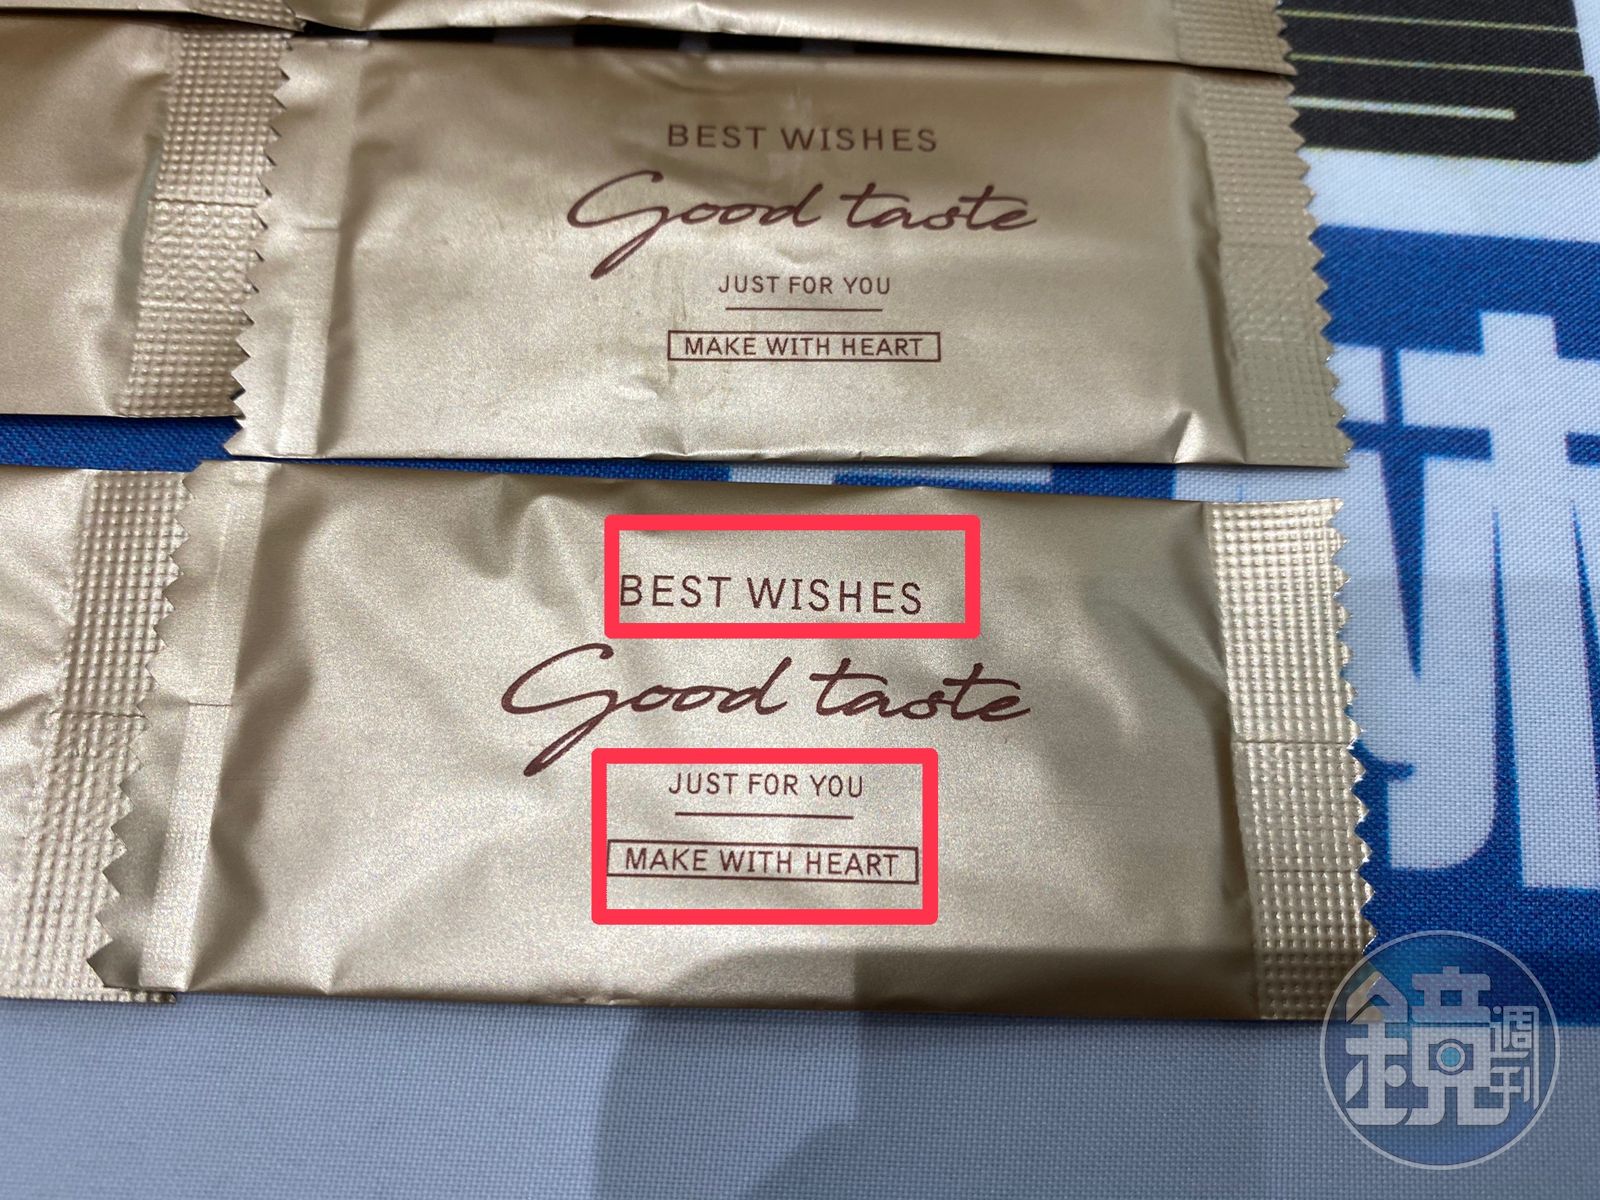 BEST WISHES
Good taste
JUST FOR YOU
MAKE WITH HEART
BEST WISHES
Good taste
JUST FOR YOU
MAKE WITH HEART
鏡週刊